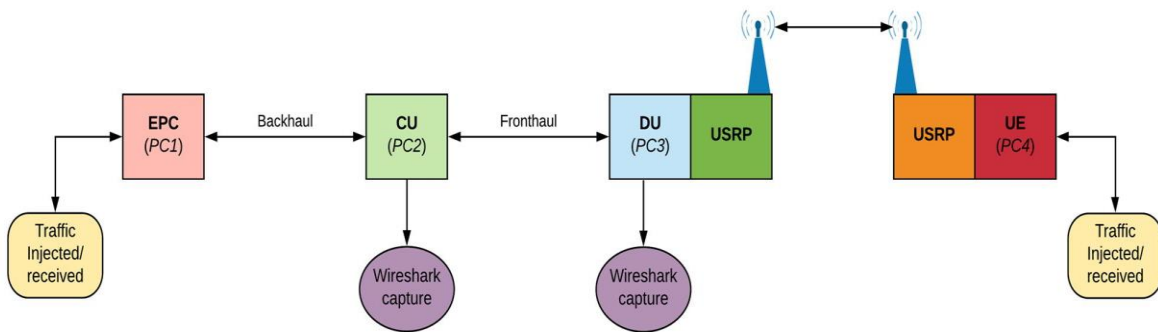 EPC
(PC1)
Backhaul
CU
(PC2)
Fronthaul
DU
(PC3)
USRP
USRP
UE
(PC4)
Traffic
Injected/
received
Wireshark
capture
Wireshark
capture
Traffic
Injected/
received